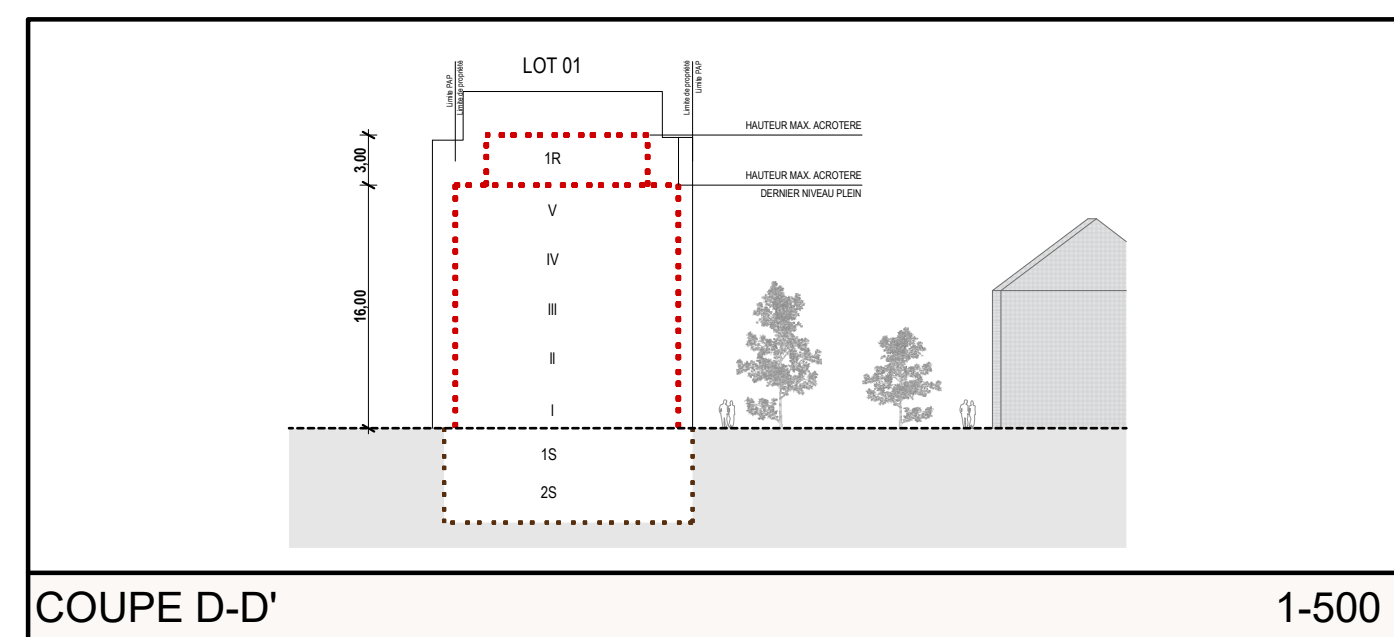 LOT 01
Limite PAP
Limite de propriété
Limite de propriété
Limite PAP
HAUTEUR MAX. ACROTERE
3,00
1R
HAUTEUR MAX. ACROTERE
DERNIER NIVEAU PLEIN
V
IV
16,00
III
II
I
1S
2S
COUPE D-D'
1-500